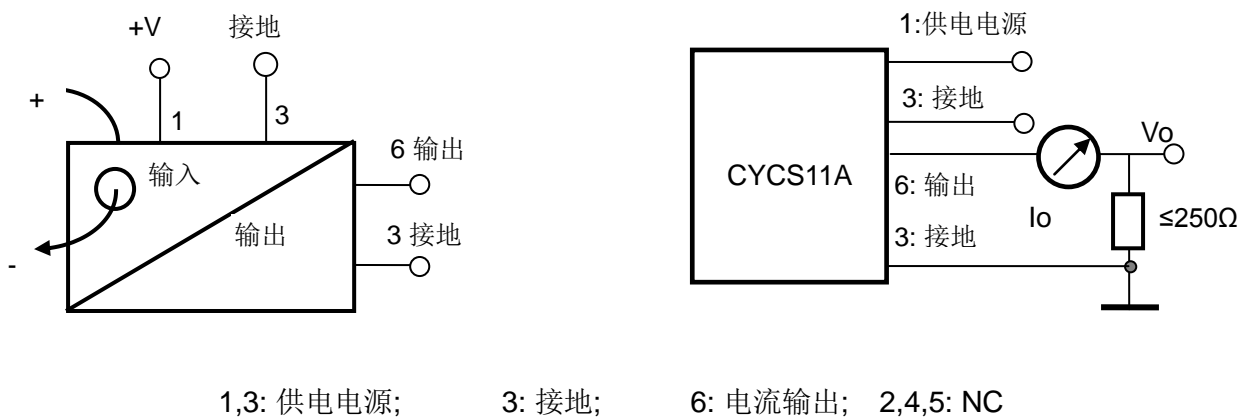 +V
接地
+
1
3
输入
输出
6 输出
3 接地
-
1:供电电源
3: 接地
CYCS11A
6: 输出
3: 接地
Io
Vo
≤250Ω
1,3: 供电电源; 3: 接地; 6: 电流输出; 2,4,5: NC